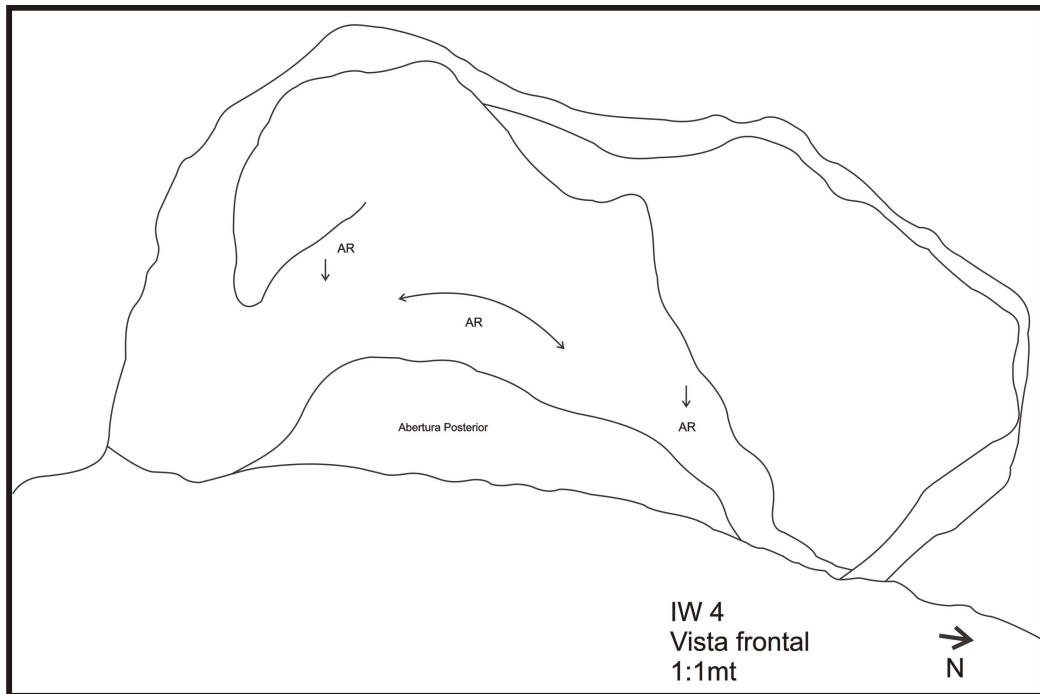 AR
AR
AR
Abertura Posterior
IW 4
Vista frontal
1:1mt
N